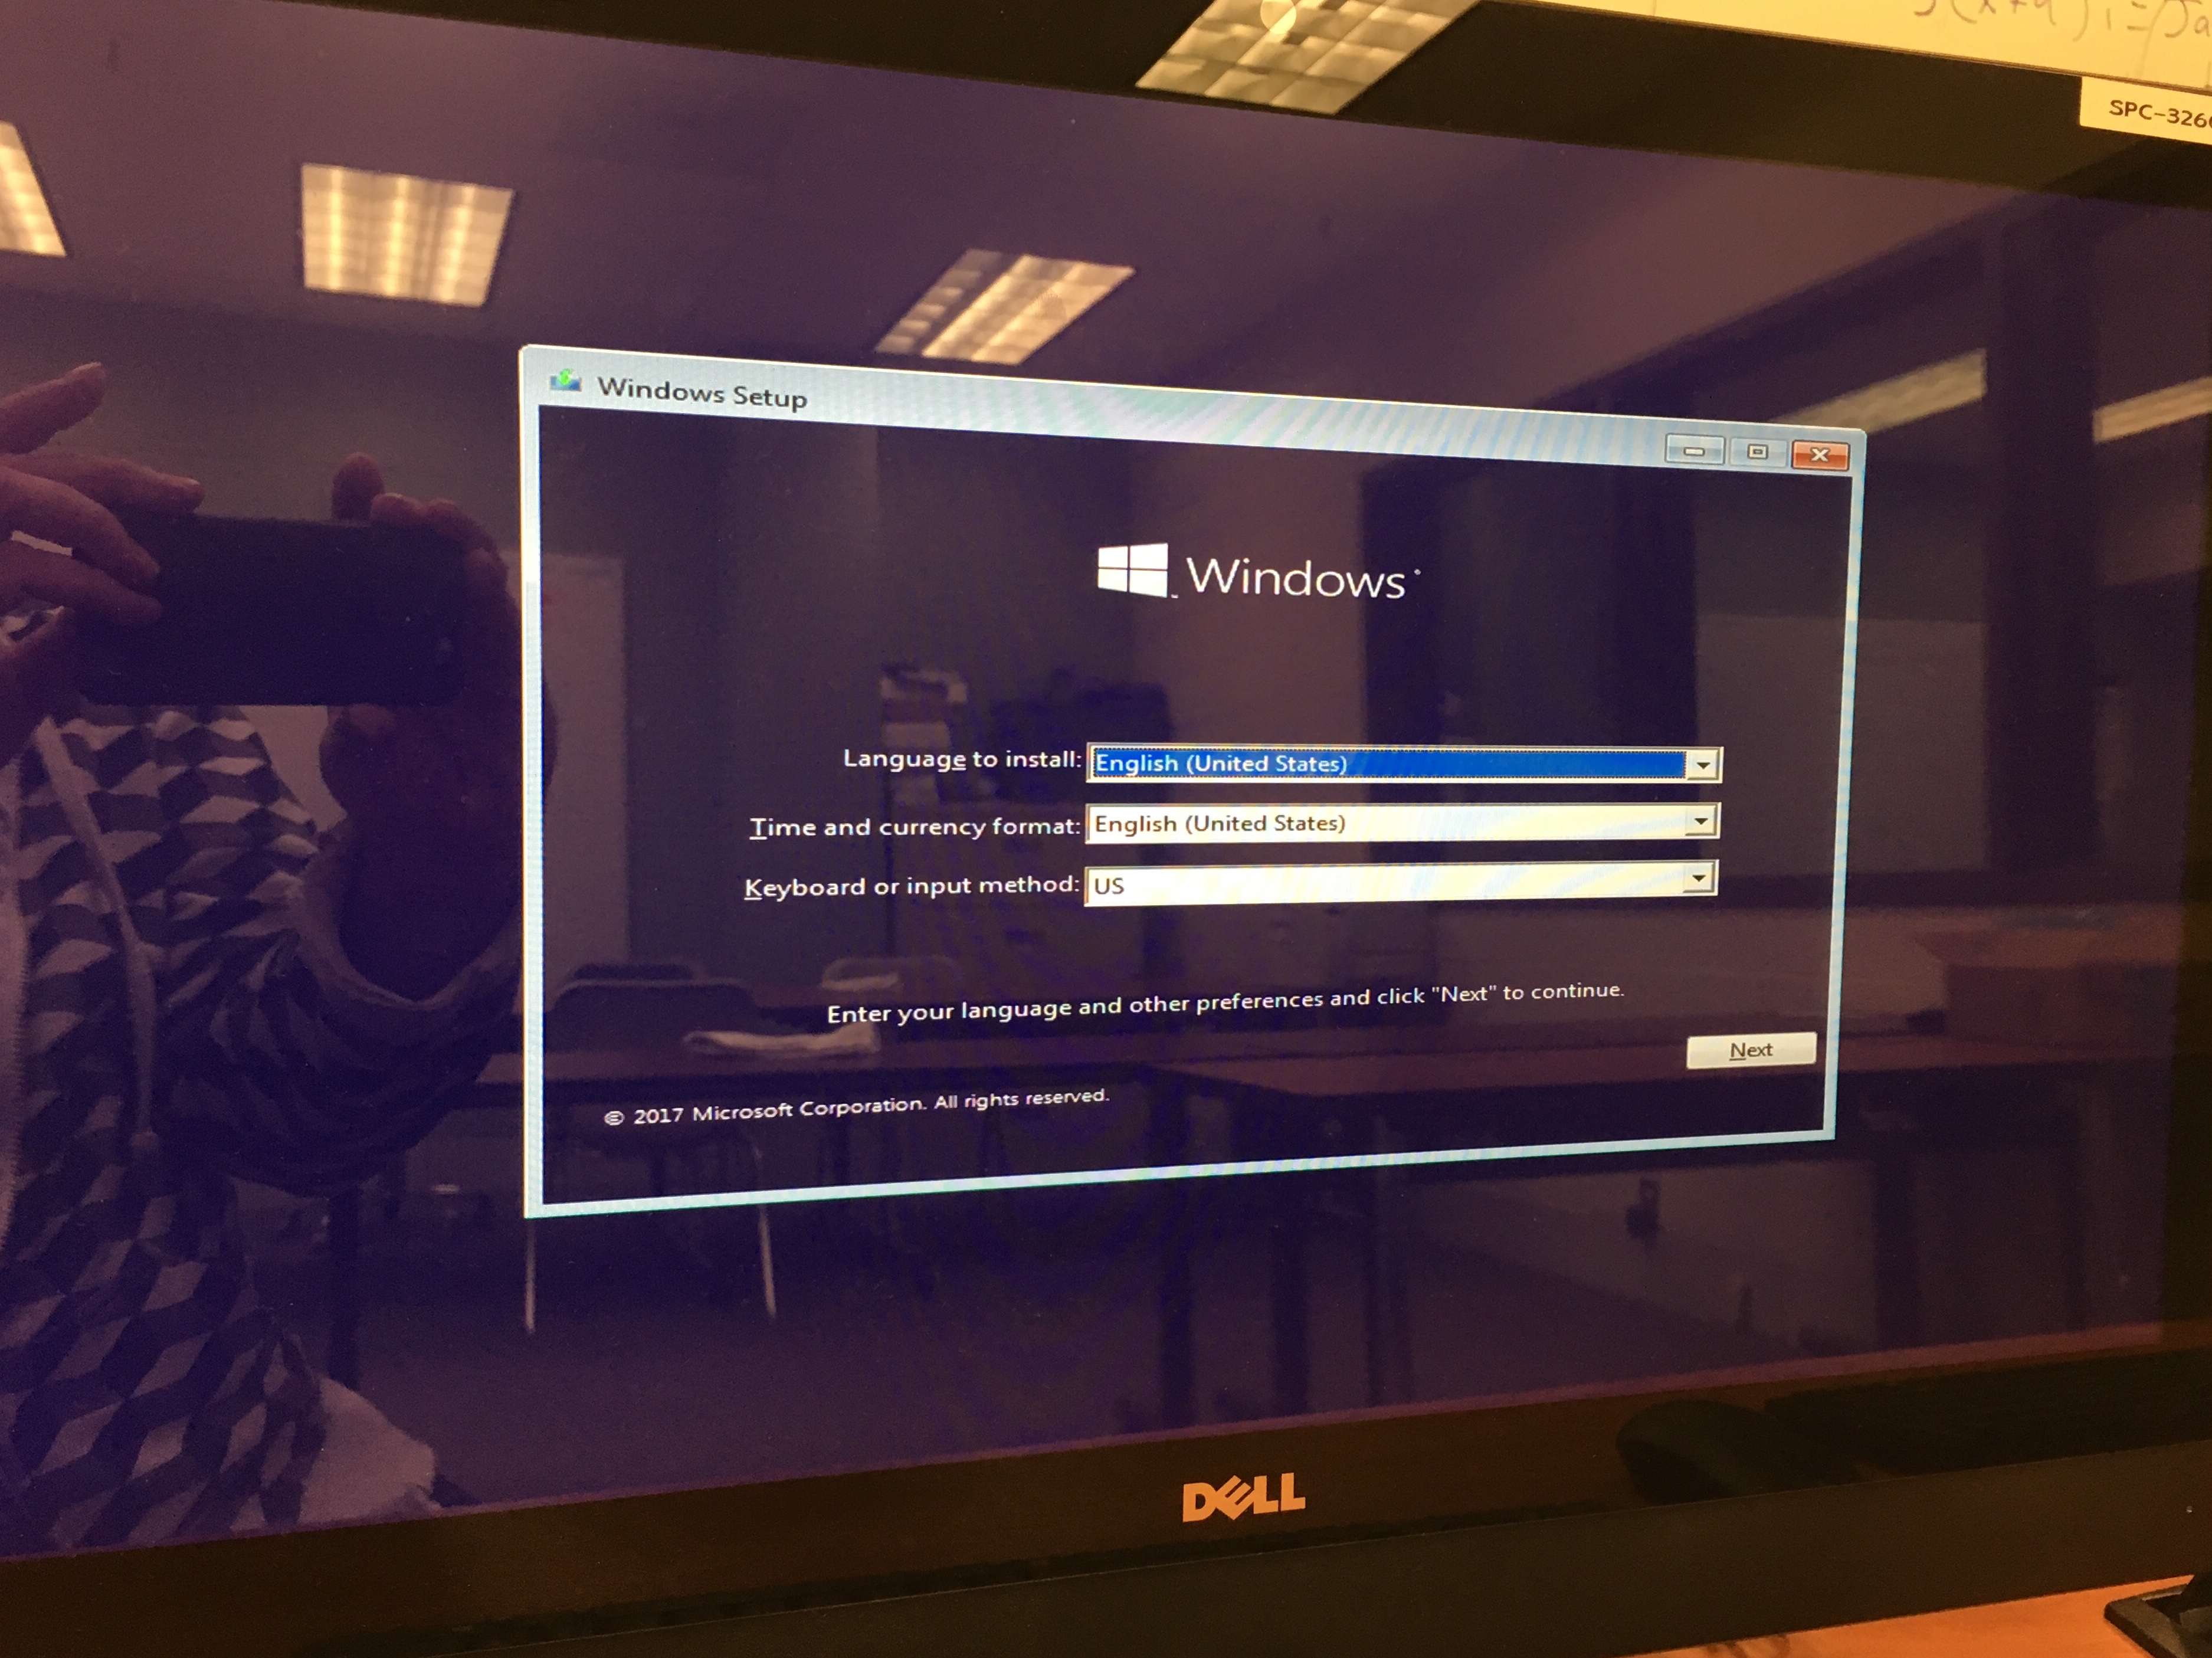 SPC-326
Windows Setup
Windows
Language to install: English (United States)
Time and currency format: English (United States)
Keyboard or input method: US
Enter your language and other preferences and click "Next" to continue.
Next
© 2017 Microsoft Corporation. All rights reserved.
DELL